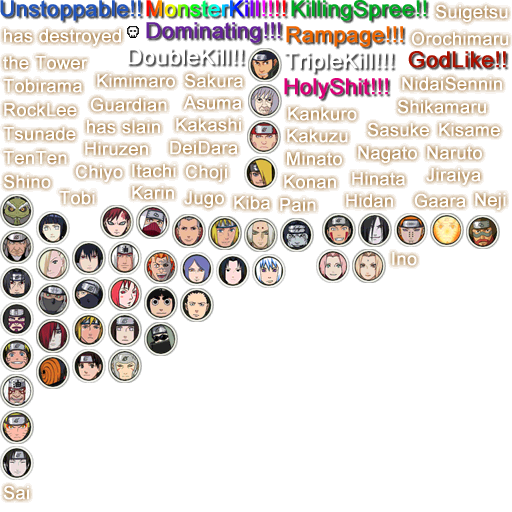 Unstoppable!! MonsterKill!!!! KillingSpree!! Suigetsu
has destroyed Dominating!!! Rampage!!! Orochimaru
the Tower DoubleKill!! TripleKill!!! GodLike!!
Tobirama Kimimaro Sakura HolyShit!!! NidaiSennin
RockLee Guardian Asuma Kankuro Shikamaru
Tsunade has slain Kakashi Kakuzu Sasuke Kisame
TenTen Hiruzen DeiDara Minato Nagato Naruto
Shino Chiyo Itachi Choji Konan Hinata Jiraiya
Tobi Karin Jugo Kiba Pain Hidan Gaara Neji
Ino
Sai